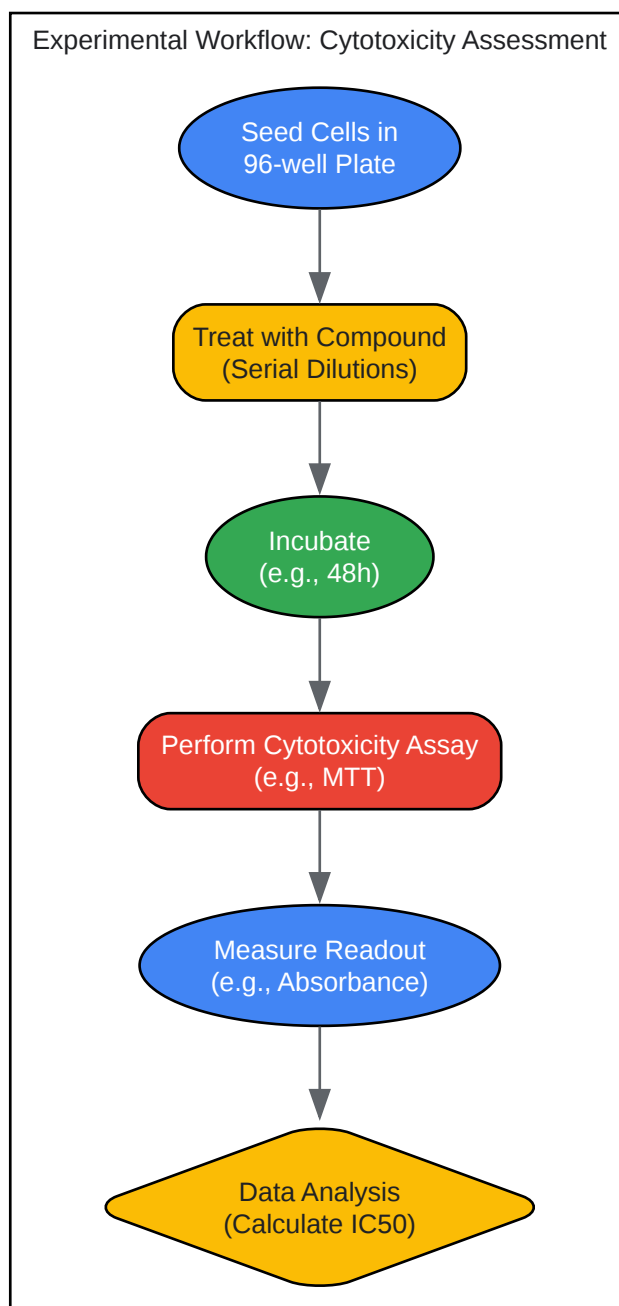 Experimental Workflow: Cytotoxicity Assessment
Seed Cells in
96-well Plate
Treat with Compound
(Serial Dilutions)
Incubate
(e.g., 48h)
Perform Cytotoxicity Assay
(e.g., MTT)
Measure Readout
(e.g., Absorbance)
Data Analysis
(Calculate IC50)